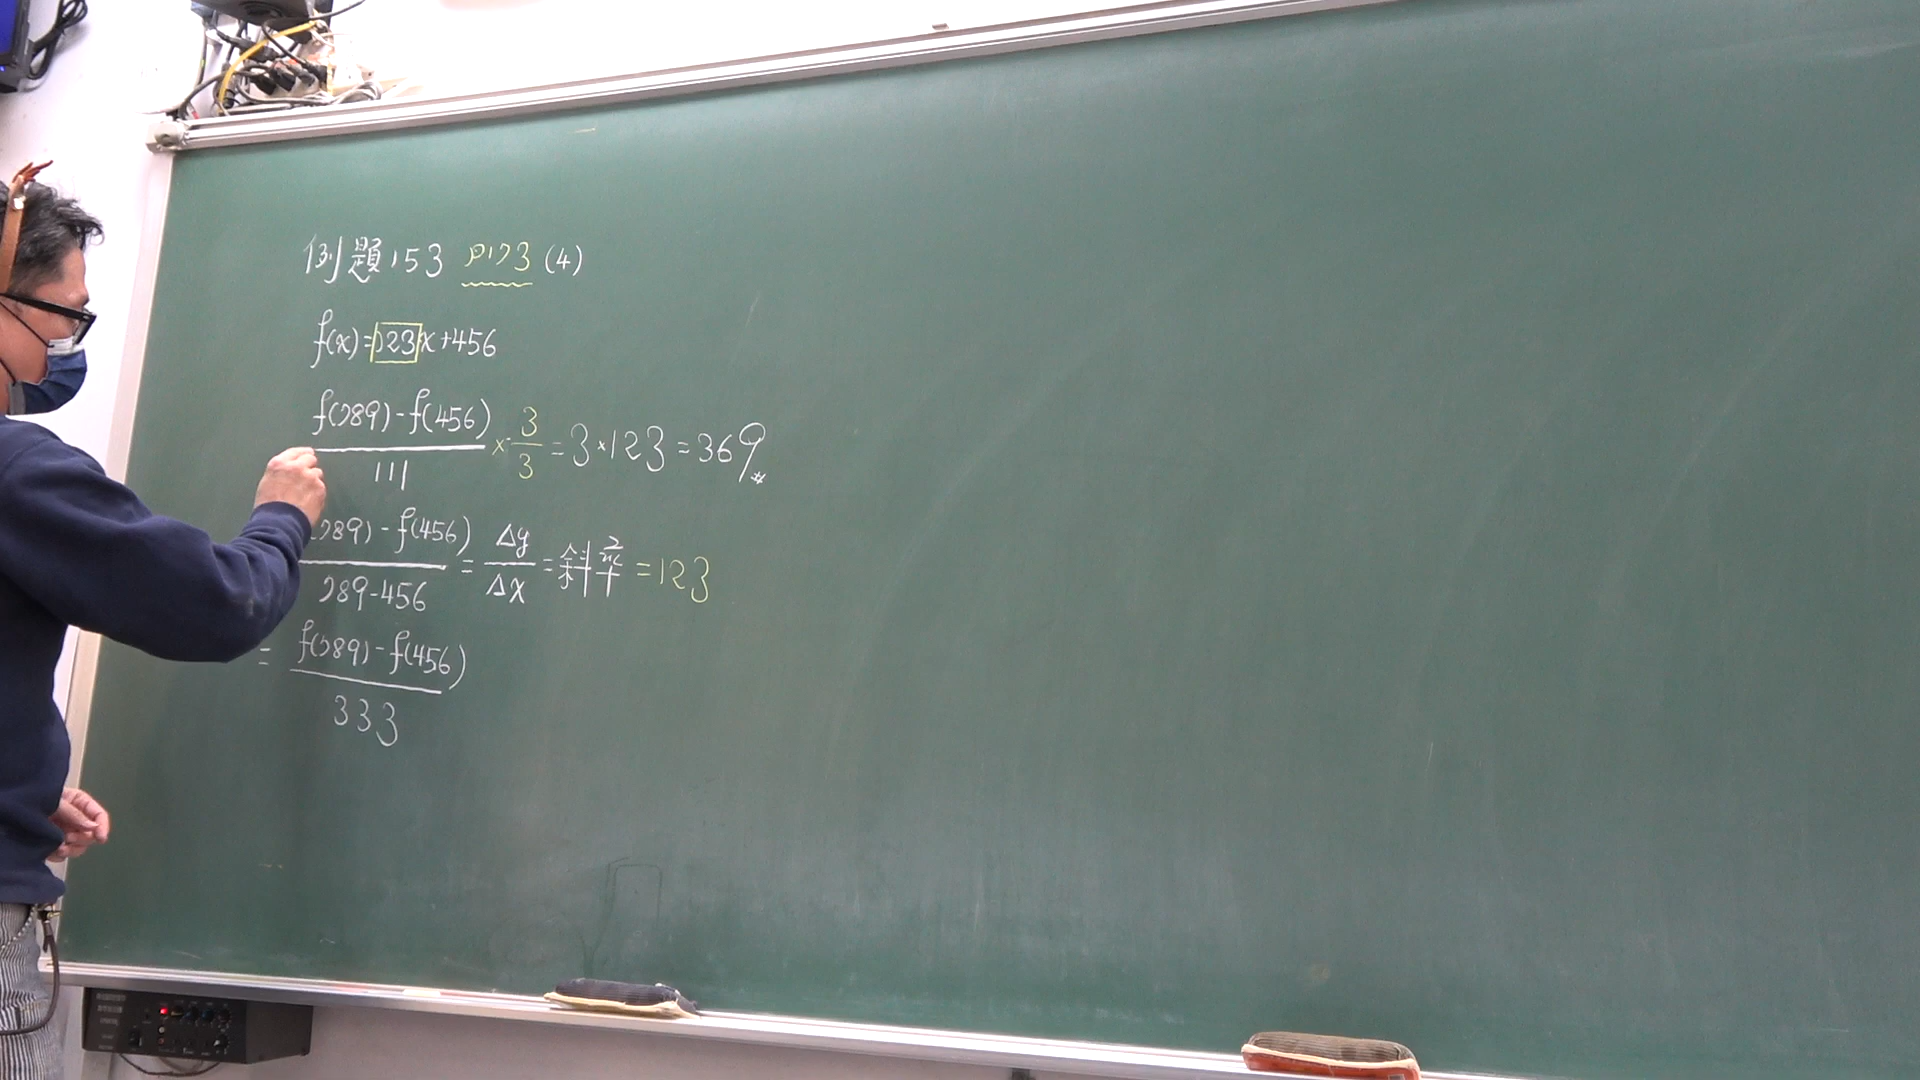 例題153 P173 (4)
f(x)=123x+456
f(789)-f(456)/111 × 3/3 = 3×123 = 369
(789)-f(456)/789-456 = Δy/Δx = 斜率 = 123
= f(789)-f(456)/333